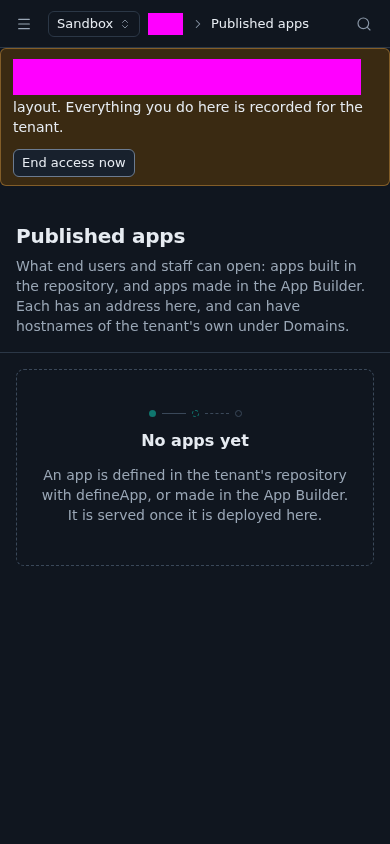 Sandbox
Published apps
layout. Everything you do here is recorded for the
tenant.
End access now
Published apps
What end users and staff can open: apps built in
the repository, and apps made in the App Builder.
Each has an address here, and can have
hostnames of the tenant's own under Domains.
No apps yet
An app is defined in the tenant's repository
with defineApp, or made in the App Builder.
It is served once it is deployed here.